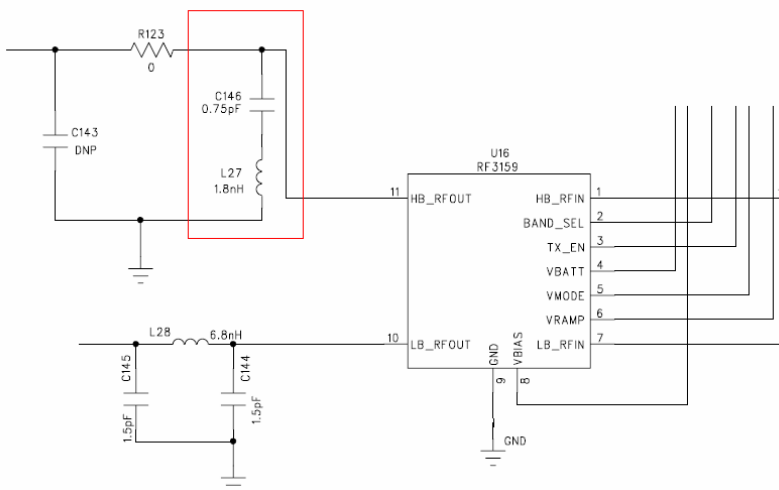 R123
0
C146
0.75pF
C143
DNP
L27
1.8nH
U16
RF3159
11 HB_RFOUT HB_RFIN 1
BAND_SEL 2
TX_EN 3
VBATT 4
VMODE 5
VRAMP 6
10 LB_RFOUT LB_RFIN 7
GND
9
VBIAS
8
GND
L28 6.8nH
C145
1.5pF
C144
1.5pF